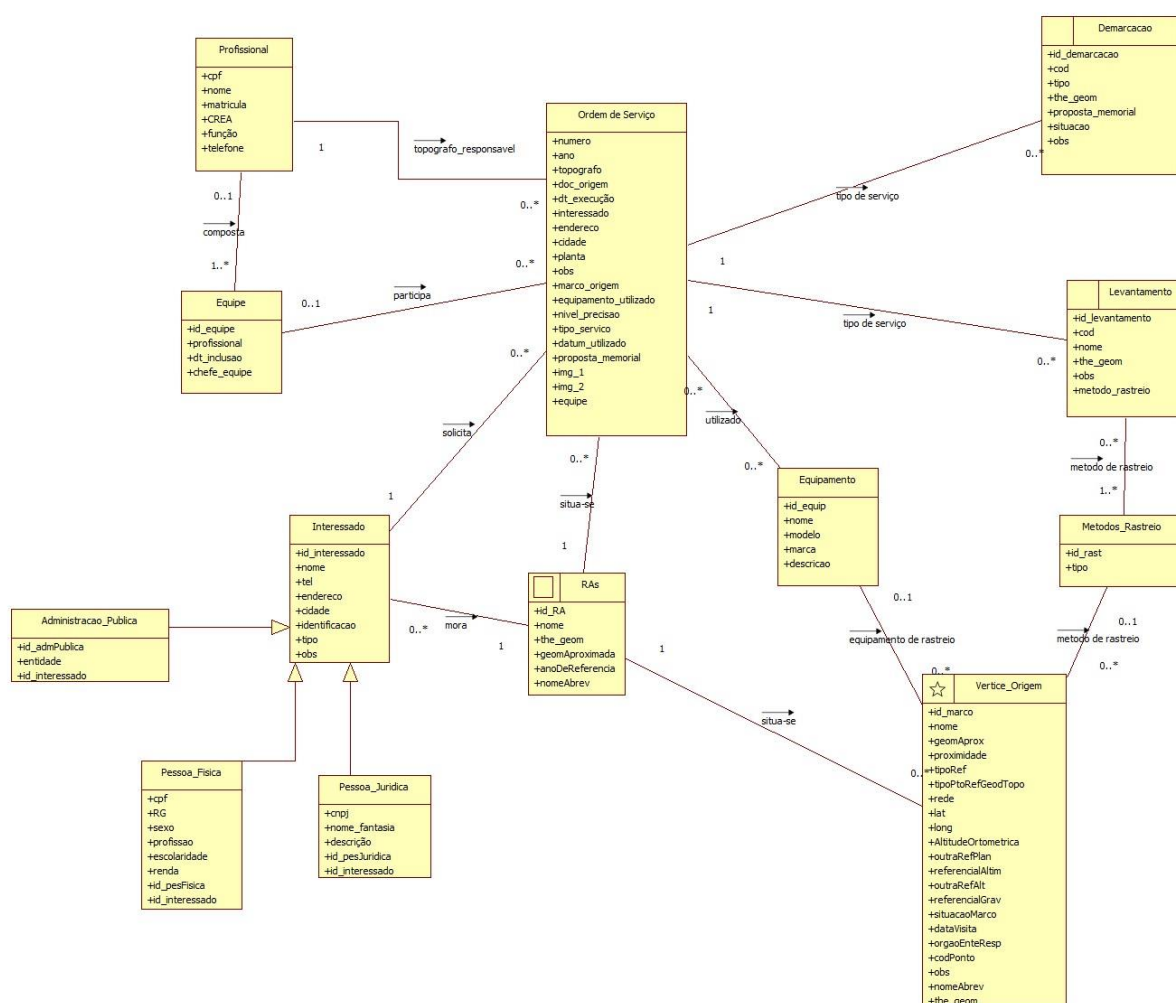 Profissional
+cpf
+nome
+matricula
+CREA
+função
+telefone
1
topografo_responsavel
0..*
0..1
composta
1..*
Equipe
+id_equipe
+profissional
+dt_inclusao
+chefe_equipe
0..1
participa
0..*
Ordem de Serviço
+numero
+ano
+topografo
+doc_origem
+dt_execução
+interessado
+endereco
+cidade
+planta
+obs
+marco_origem
+equipamento_utilizado
+nivel_precisao
+tipo_servico
+datum_utilizado
+proposta_memorial
+img_1
+img_2
+equipe
Demarcacao
+id_demarcacao
+cod
+tipo
+the_geom
+proposta_memorial
+situacao
+obs
0..*
tipo de serviço
1
Levantamento
+id_levantamento
+cod
+nome
+the_geom
+obs
+metodo_rastreio
1
tipo de serviço
0..*
0..*
metodo de rastreio
1..*
Metodos_Rastreio
+id_rast
+tipo
0..1
metodo de rastreio
0..*
0..*
utilizado
0..*
Equipamento
+id_equip
+nome
+modelo
+marca
+descricao
0..1
equipamento de rastreio
0..*
0..*
solicita
1
0..*
situa-se
1
Interessado
+id_interessado
+nome
+tel
+endereco
+cidade
+identificacao
+tipo
+obs
0..*
mora
1
RAs
+id_RA
+nome
+the_geom
+geomAproximada
+anoDeReferencia
+nomeAbrev
1
situa-se
0..*
Administracao_Publica
+id_admPublica
+entidade
+id_interessado
Pessoa_Fisica
+cpf
+RG
+sexo
+profissao
+escolaridade
+renda
+id_pesFisica
+id_interessado
Pessoa_Juridica
+cnpj
+nome_fantasia
+descrição
+id_pesJuridica
+id_interessado
Vertice_Origem
+id_marco
+nome
+geomAprox
+proximidade
+tipoRef
+tipoPtoRefGeodTopo
+rede
+lat
+long
+AltitudeOrtometrica
+outraRefPlan
+referencialAltim
+outraRefAlt
+referencialGrav
+situacaoMarco
+dataVisita
+orgaoEnteResp
+codPonto
+obs
+nomeAbrev
+the_geom